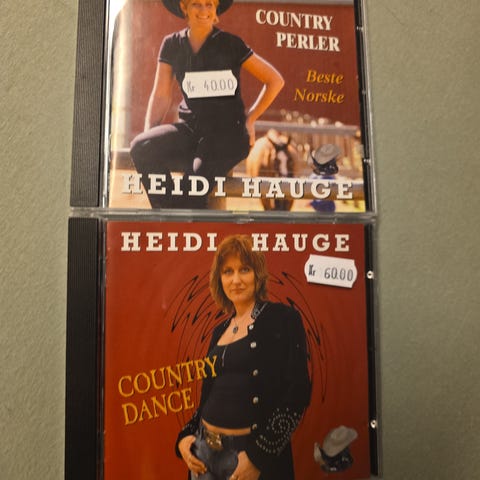 COUNTRY
PERLER
Beste
Norske
Kr 40.00
HEIDI HAUGE
HEIDI HAUGE
Kr 60.00
COUNTRY
DANCE